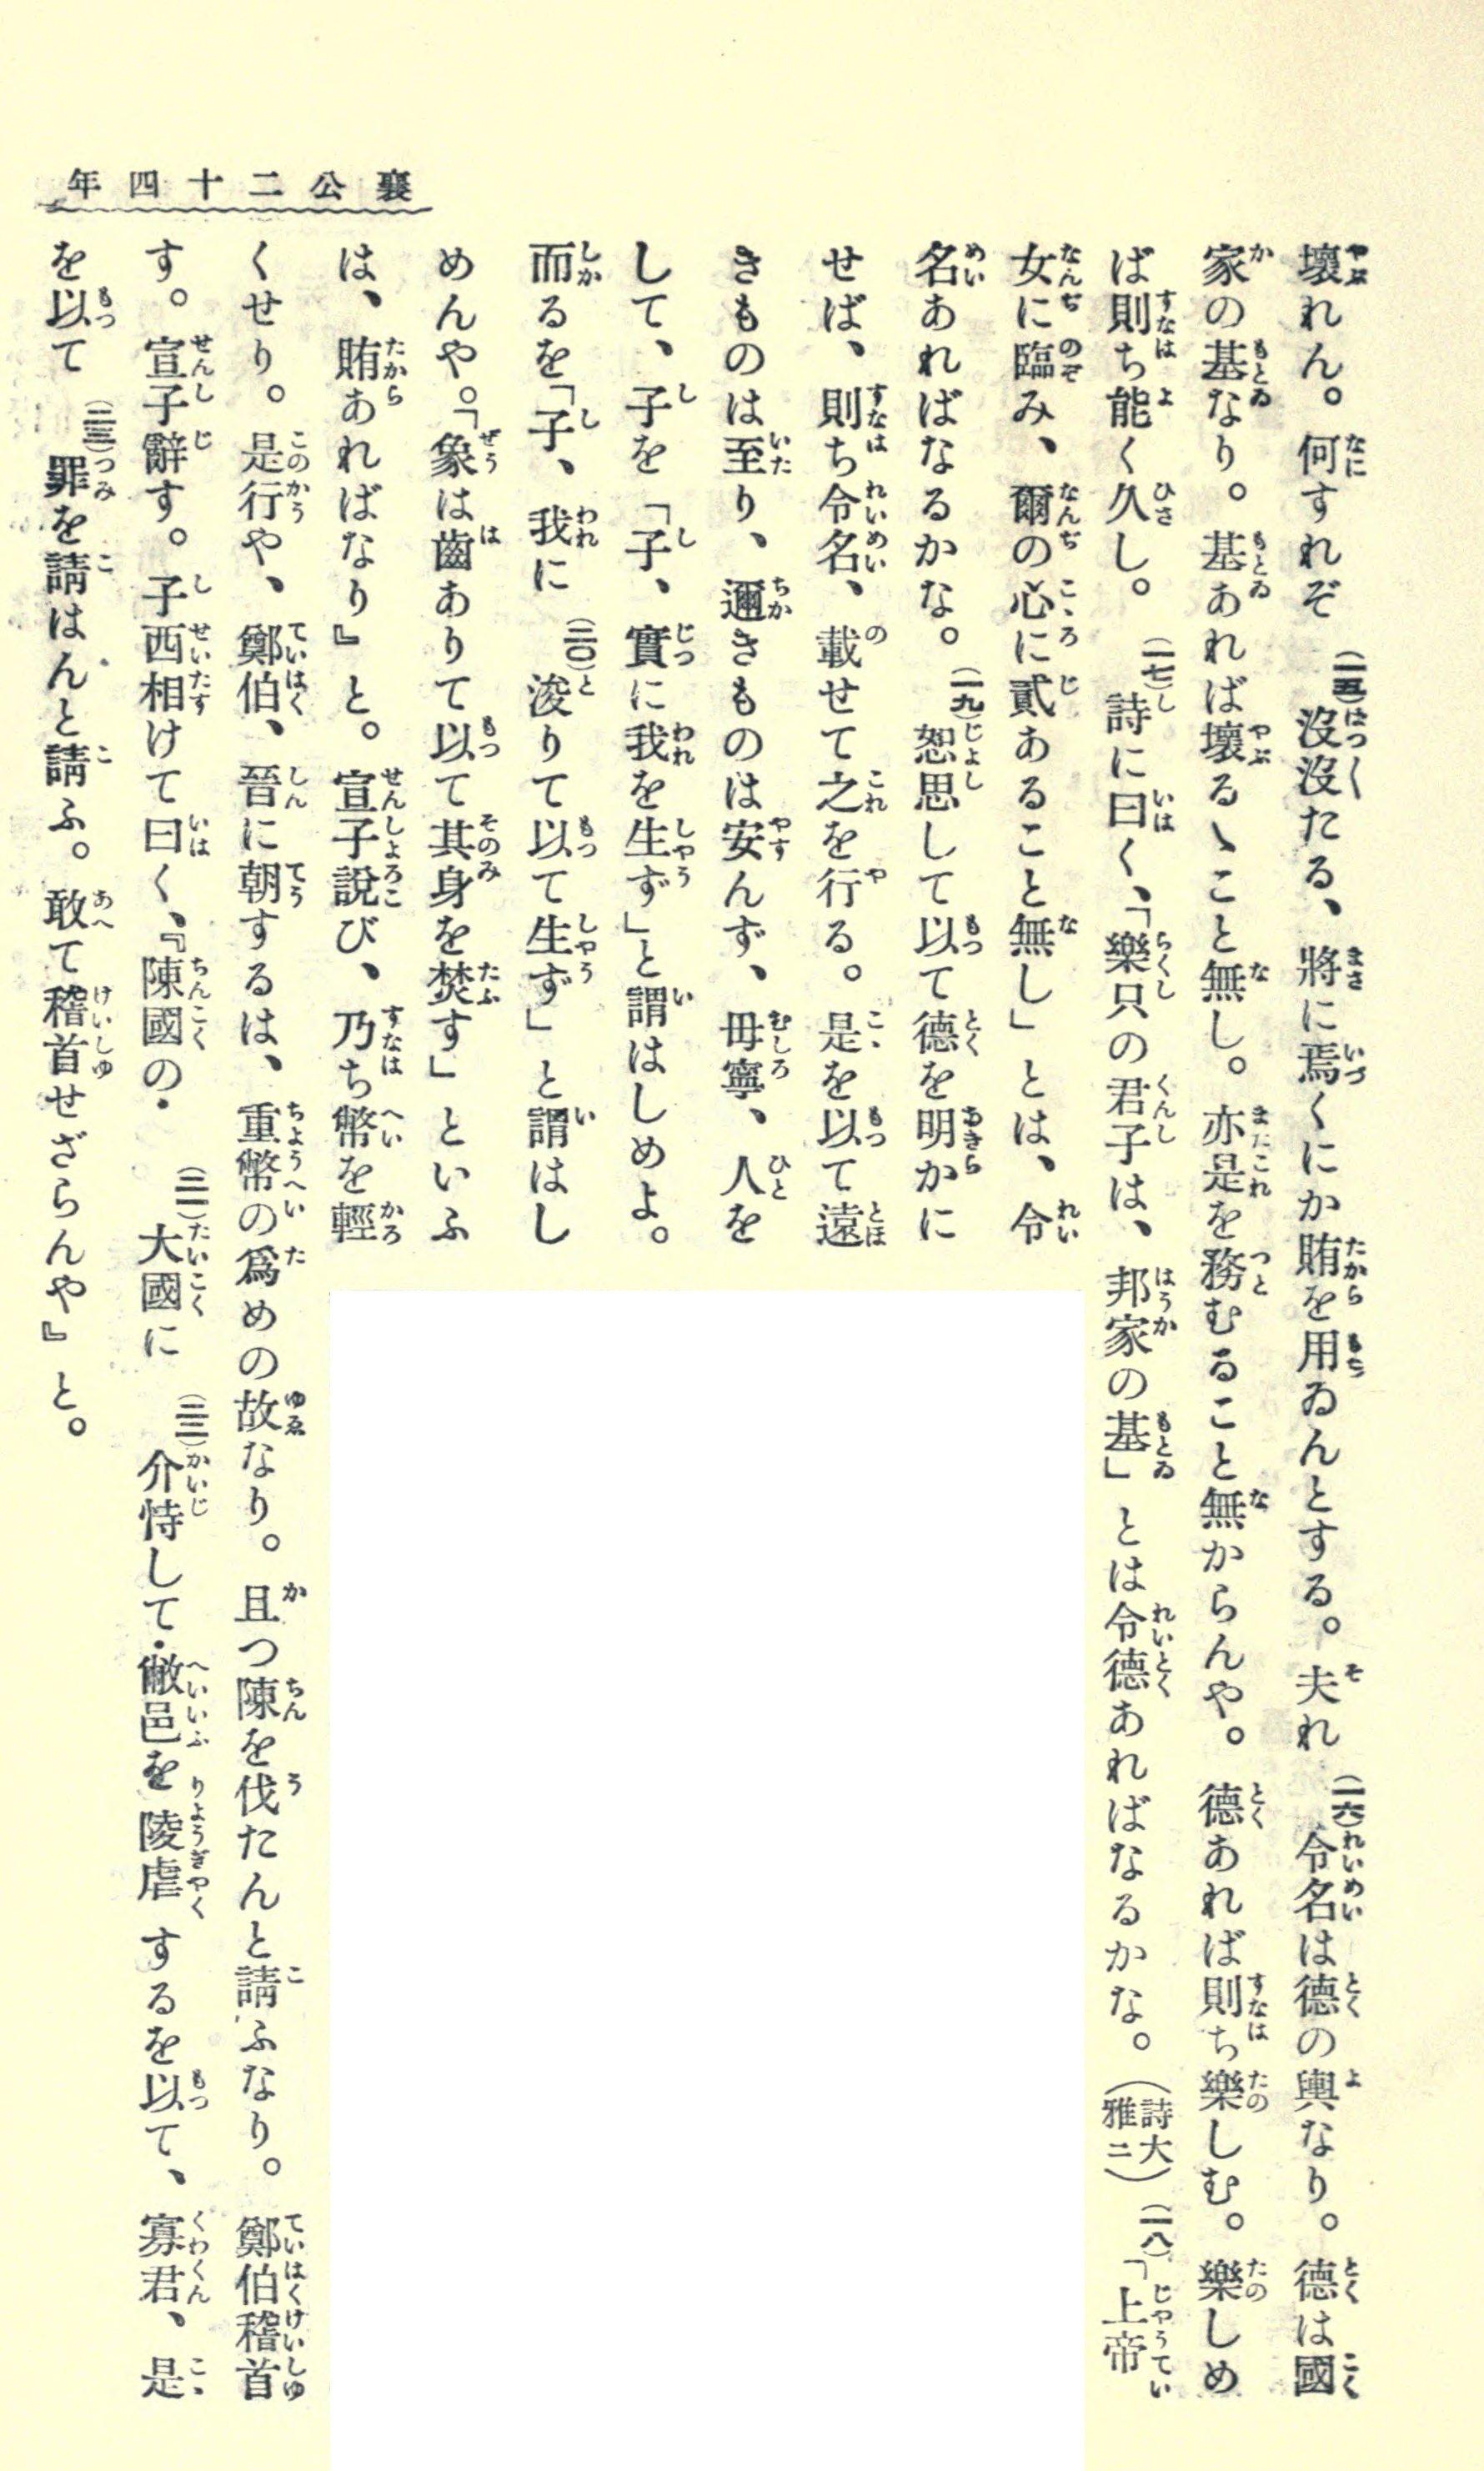 壞れん。何すれぞ(一五)沒沒たる、將に焉くにか賄を用ゐんとする。夫れ(一六)令名は德の輿なり。德は國
家の基なり。基あれば壞るゝこと無し。亦是を務むること無からんや。德あれば則ち樂しむ。樂しめ
ば則ち能く久し。(一七)詩に曰く、「樂只の君子は、邦家の基」とは令德あればなるかな。(詩大雅ニ)(一八)「上帝
女に臨み、爾の心に貳あること無し」とは、令
名あればなるかな。(一九)恕思して以て德を明かに
せば、則ち令名、載せて之を行る。是を以て遠
きものは至り、邇きものは安んず、毋寧、人を
して、子を「子、實に我を生ず」と謂はしめよ。
而るを「子、我に(二〇)浚りて以て生ず」と謂はし
めんや。「象は齒ありて以て其身を焚す」といふ
は、賄あればなり』と。宣子說び、乃ち幣を輕
くせり。是行や、鄭伯、晉に朝するは、重幣の爲めの故なり。且つ陳を伐たんと請ふなり。鄭伯稽首
す。宣子辭す。子西相けて曰く、『陳國の・(二一)大國に(二二)介恃して・敝邑を陵虐するを以て、寡君、是
を以て(二三)罪を請はんと請ふ。敢て稽首せざらんや』と。
襄公二十四年